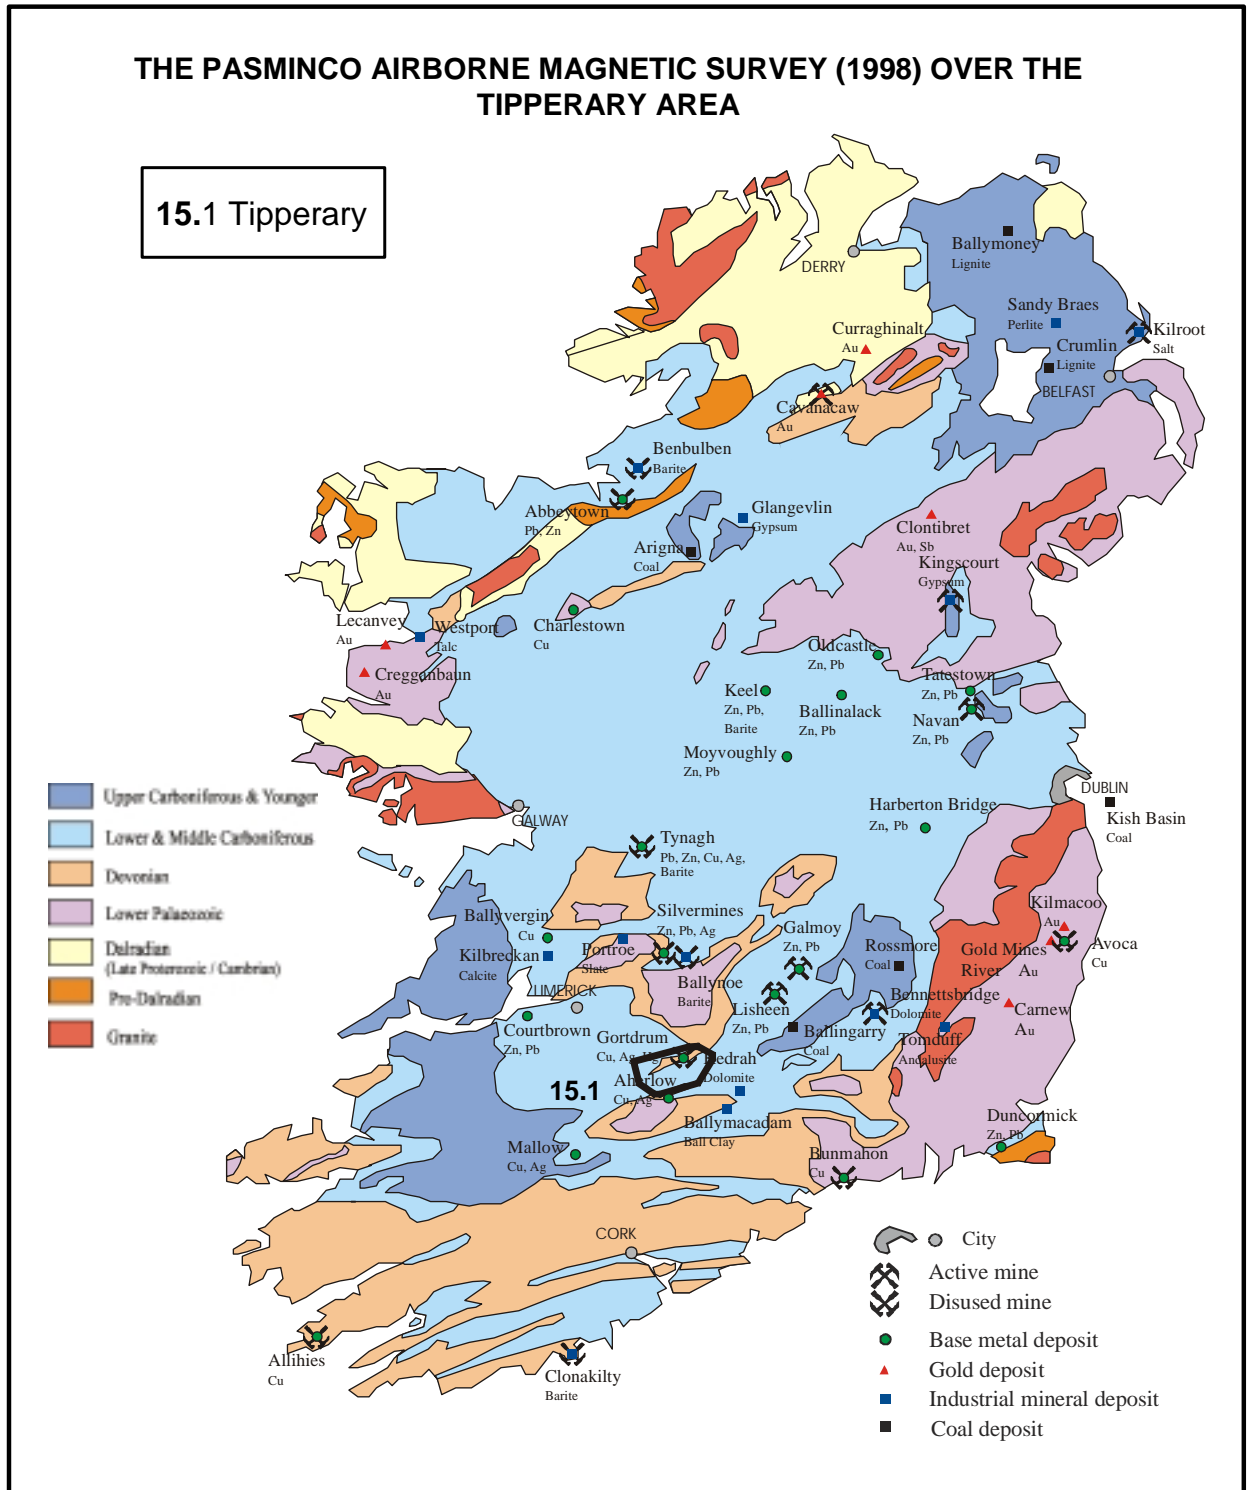 THE PASMINCO AIRBORNE MAGNETIC SURVEY (1998) OVER THE
TIPPERARY AREA
15.1 Tipperary
Ballymoney
Lignite
DERRY
Sandy Braes
Perlite
Kilroot
Salt
Curraghinalt
Au
Crumlin
Lignite
BELFAST
Cavanacaw
Au
Benbulben
Barite
Abbeytown
Pb, Zn
Glangevlin
Gypsum
Clontibret
Au, Sb
Arigna
Coal
Kingscourt
Gypsum
Lecanvey
Au
Westport
Talc
Charlestown
Cu
Oldcastle
Zn, Pb
Cregganbaun
Au
Tatestown
Zn, Pb
Keel
Zn, Pb,
Barite
Ballinalack
Zn, Pb
Navan
Zn, Pb
Moyvoughly
Zn, Pb
DUBLIN
Kish Basin
Coal
Upper Carboniferous & Younger
Lower & Middle Carboniferous
Devonian
Lower Palaeozoic
Dalradian
(Late Proterozoic / Cambrian)
Pre-Dalradian
Granite
GALWAY
Harberton Bridge
Zn, Pb
Tynagh
Pb, Zn, Cu, Ag,
Barite
Ballyvergin
Cu
Silvermines
Zn, Pb, Ag
Galmoy
Zn, Pb
Kilmacoo
Au
Kilbreckan
Calcite
Portroe
Slate
Rossmore
Coal
Gold Mines
River Au
Avoca
Cu
Ballynoe
Barite
LIMERICK
Lisheen
Zn, Pb
Bennettsbridge
Dolomite
Carnew
Au
Courtbrown
Zn, Pb
Ballingarry
Coal
Tomduff
Andalusite
Gortdrum
Cu, Ag, Hg
Hedrah
Dolomite
15.1
Aherlow
Cu, Ag
Ballymacadam
Ball Clay
Duncormick
Zn, Pb
Mallow
Cu, Ag
Bunmahon
Cu
CORK
Allihies
Cu
Clonakilty
Barite
City
Active mine
Disused mine
Base metal deposit
Gold deposit
Industrial mineral deposit
Coal deposit